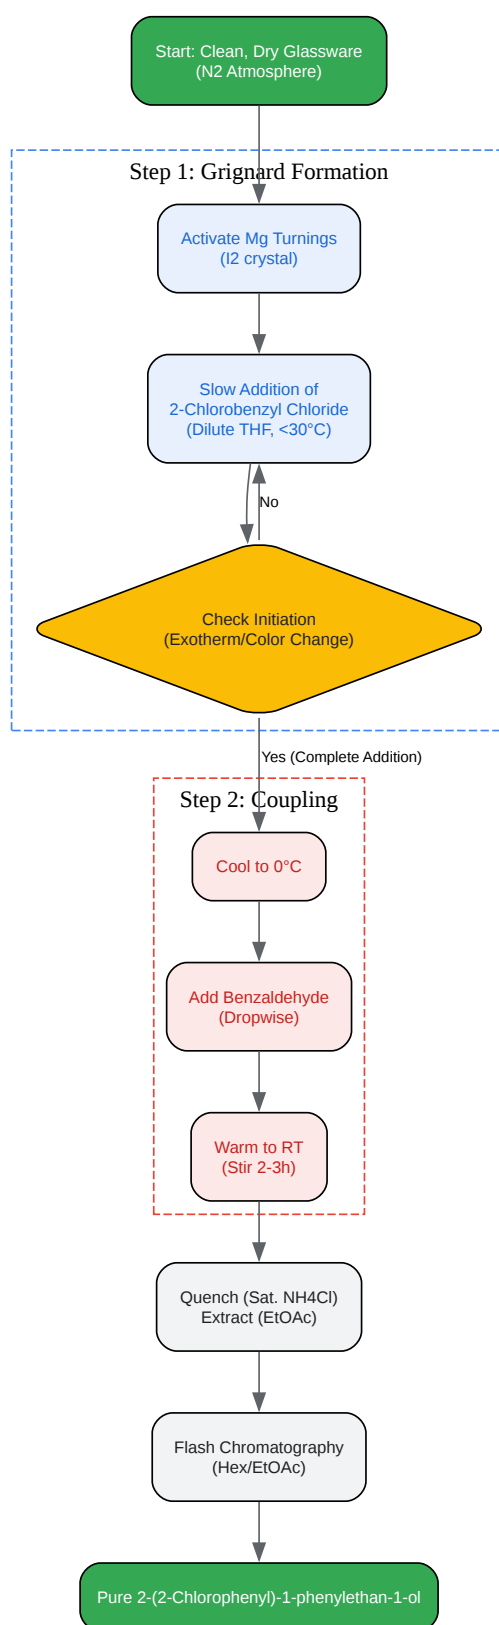 Start: Clean, Dry Glassware
(N2 Atmosphere)
Step 1: Grignard Formation
Activate Mg Turnings
(I2 crystal)
Slow Addition of
2-Chlorobenzyl Chloride
(Dilute THF, <30°C)
No
Check Initiation
(Exotherm/Color Change)
Yes (Complete Addition)
Step 2: Coupling
Cool to 0°C
Add Benzaldehyde
(Dropwise)
Warm to RT
(Stir 2-3h)
Quench (Sat. NH4Cl)
Extract (EtOAc)
Flash Chromatography
(Hex/EtOAc)
Pure 2-(2-Chlorophenyl)-1-phenylethan-1-ol